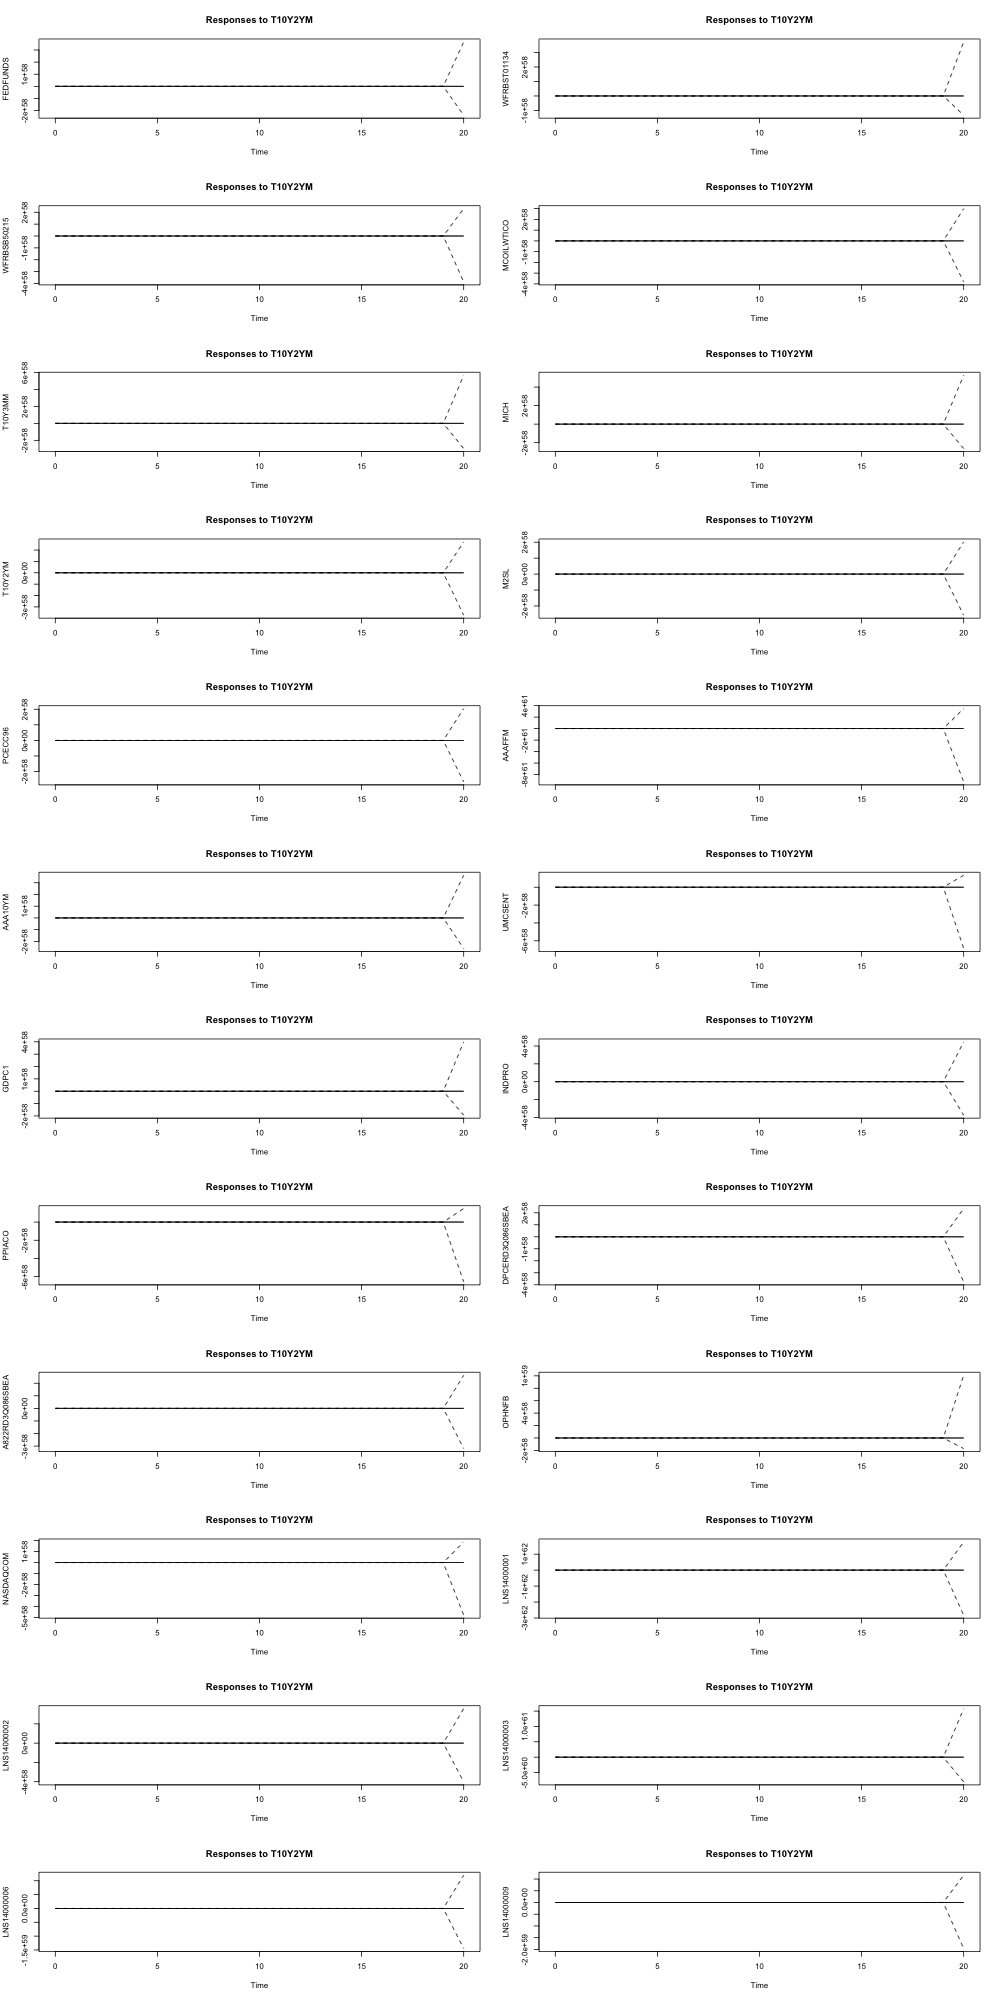 Responses to T10Y2YM
Responses to T10Y2YM
FEDFUNDS
-2e+58 1e+58
0 5 10 15 20
Time
WFRBST01134
-1e+58 2e+58
0 5 10 15 20
Time
Responses to T10Y2YM
Responses to T10Y2YM
WFRBSB50215
-4e+58 -1e+58 2e+58
0 5 10 15 20
Time
MCOILWTICO
-4e+58 -1e+58 2e+58
0 5 10 15 20
Time
Responses to T10Y2YM
Responses to T10Y2YM
T10Y3MM
-2e+58 2e+58 6e+58
0 5 10 15 20
Time
MICH
-2e+58 2e+58
0 5 10 15 20
Time
Responses to T10Y2YM
Responses to T10Y2YM
T10Y2YM
-3e+58 0e+00
0 5 10 15 20
Time
M2SL
-2e+58 0e+00 2e+58
0 5 10 15 20
Time
Responses to T10Y2YM
Responses to T10Y2YM
PCECC96
-2e+58 0e+00 2e+58
0 5 10 15 20
Time
AAAFFM
-8e+61 -2e+61 4e+61
0 5 10 15 20
Time
Responses to T10Y2YM
Responses to T10Y2YM
AAA10YM
-2e+58 1e+58
0 5 10 15 20
Time
UMCSENT
-6e+58 -2e+58
0 5 10 15 20
Time
Responses to T10Y2YM
Responses to T10Y2YM
GDPC1
-2e+58 1e+58 4e+58
0 5 10 15 20
Time
INDPRO
-4e+58 0e+00 4e+58
0 5 10 15 20
Time
Responses to T10Y2YM
Responses to T10Y2YM
PPIACO
-6e+58 -2e+58
0 5 10 15 20
Time
DPCERD3Q086SBEA
-4e+58 -1e+58 2e+58
0 5 10 15 20
Time
Responses to T10Y2YM
Responses to T10Y2YM
A822RD3Q086SBEA
-3e+58 0e+00
0 5 10 15 20
Time
OPHNFB
-2e+58 4e+58 1e+59
0 5 10 15 20
Time
Responses to T10Y2YM
Responses to T10Y2YM
NASDAQCOM
-5e+58 -2e+58 1e+58
0 5 10 15 20
Time
LNS14000001
-3e+62 -1e+62 1e+62
0 5 10 15 20
Time
Responses to T10Y2YM
Responses to T10Y2YM
LNS14000002
-4e+58 0e+00
0 5 10 15 20
Time
LNS14000003
-5.0e+60 1.0e+61
0 5 10 15 20
Time
Responses to T10Y2YM
Responses to T10Y2YM
LNS14000006
-1.5e+59 0.0e+00
0 5 10 15 20
Time
LNS14000009
-2.0e+59 0.0e+00
0 5 10 15 20
Time